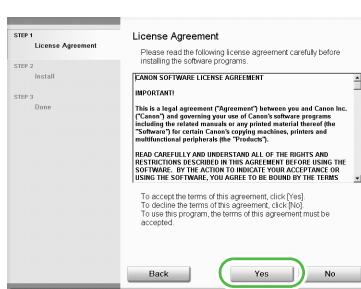 STEP 1
License Agreement
STEP 2
Install
STEP 3
Done
License Agreement
Please read the following license agreement carefully before
installing the software programs.
CANON SOFTWARE LICENSE AGREEMENT
IMPORTANT!
This is a legal agreement ("Agreement") between you and Canon Inc.
("Canon") and governing your use of Canon's software programs
including the related manuals or any printed material thereof (the
"Software") for certain Canon's copying machines, printers and
multifunctional peripherals (the "Products").
READ CAREFULLY AND UNDERSTAND ALL OF THE RIGHTS AND
RESTRICTIONS DESCRIBED IN THIS AGREEMENT BEFORE USING THE
SOFTWARE. BY THE ACTION TO INDICATE YOUR ACCEPTANCE OR
USING THE SOFTWARE, YOU AGREE TO BE BOUND BY THE TERMS
To accept the terms of this agreement, click [Yes].
To decline the terms of this agreement, click [No].
To use this program, the terms of this agreement must be
accepted.
Back
Yes
No